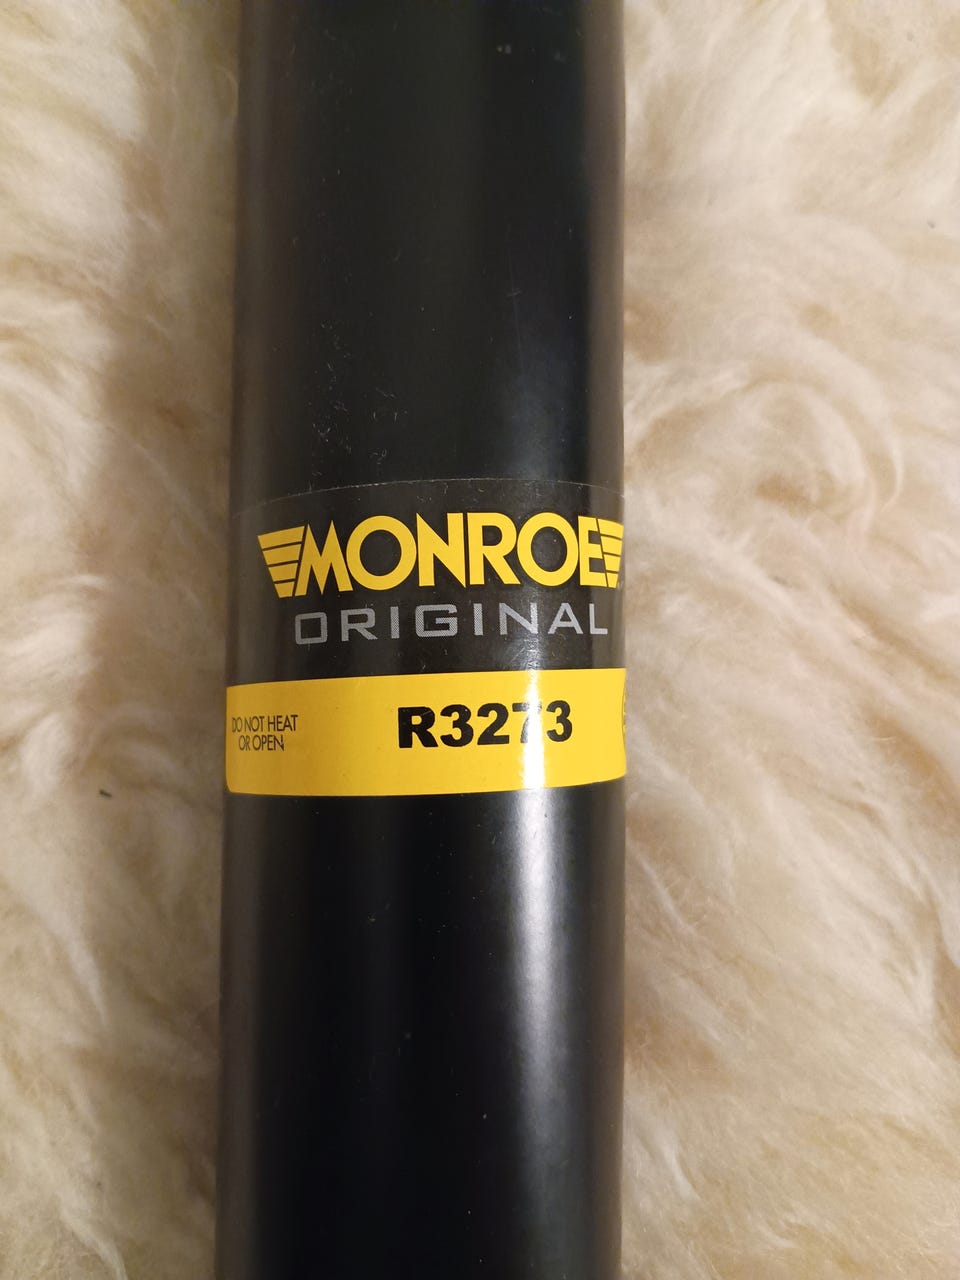 MONROE
ORIGINAL
DO NOT HEAT
OR OPEN
R3273